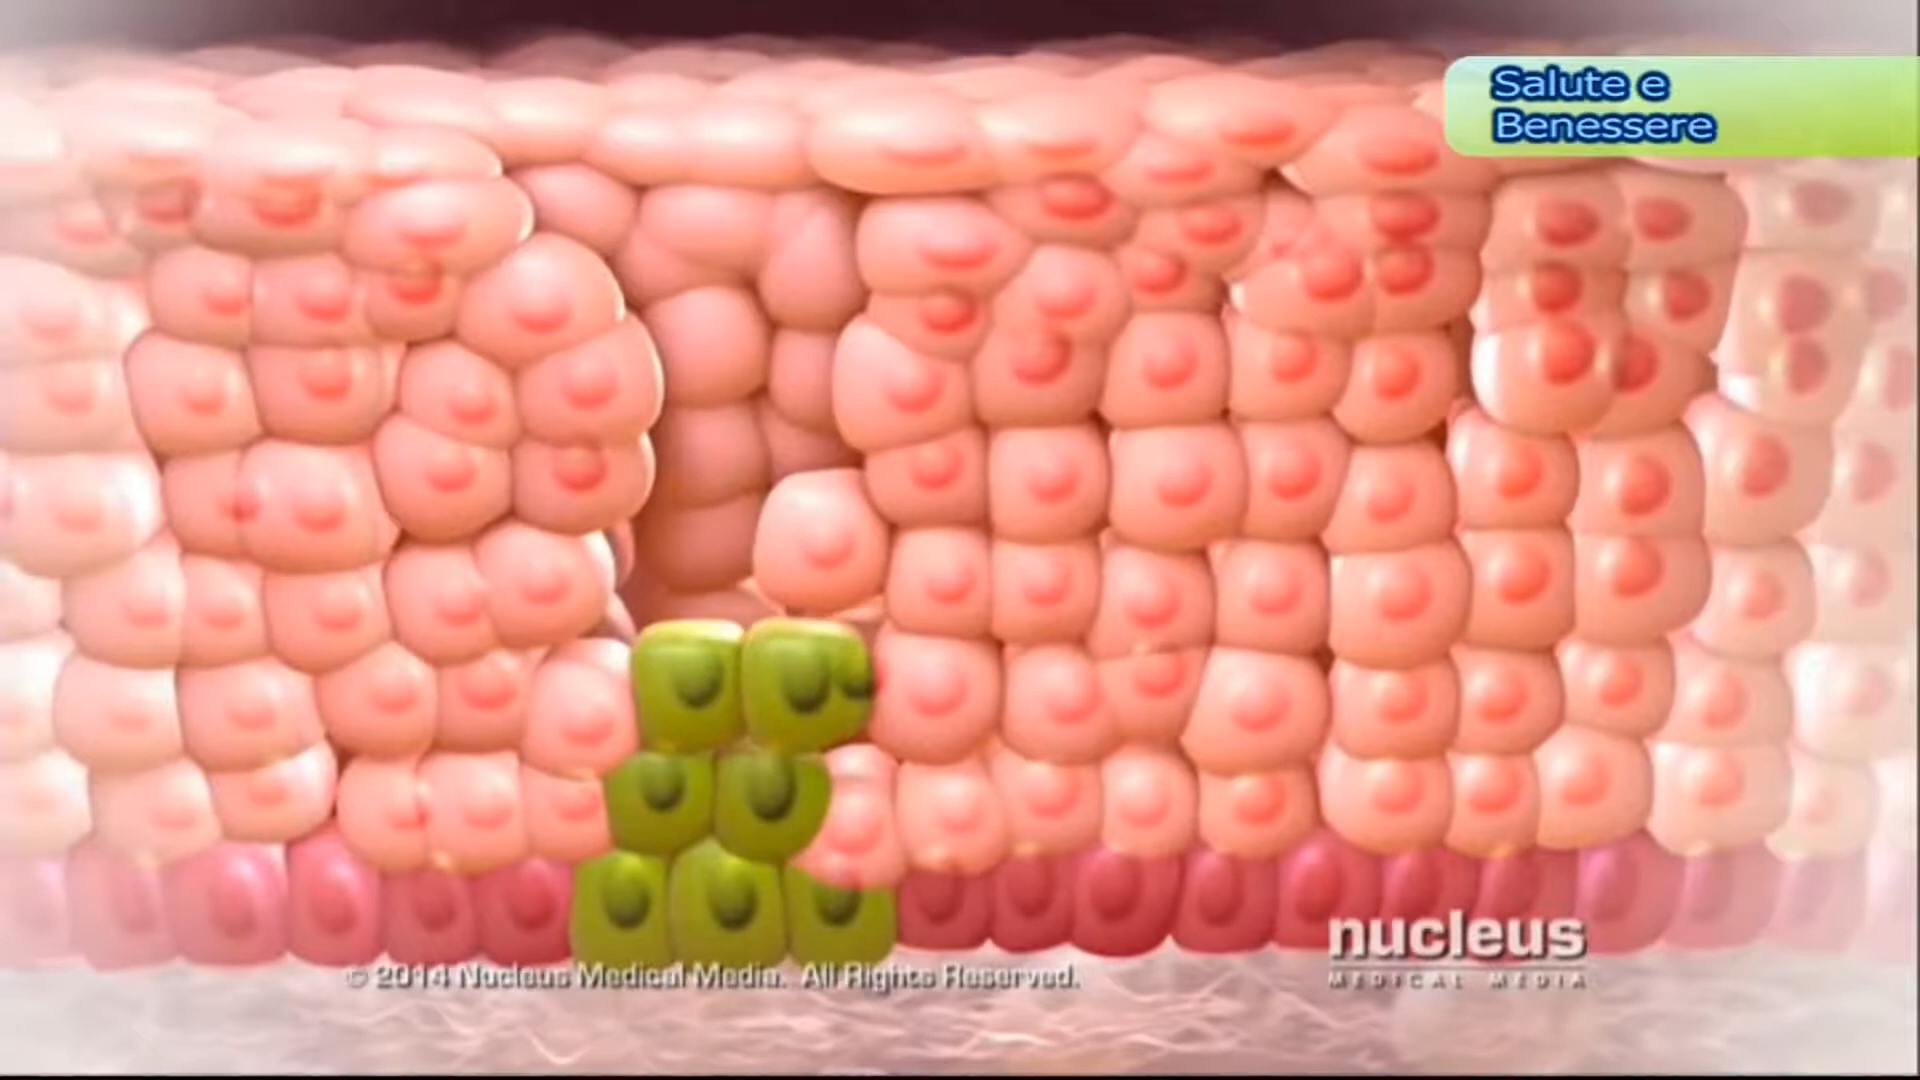 Salute e
Benessere
nucleus
MEDICAL MEDIA
© 2014 Nucleus Medical Media. All Rights Reserved.